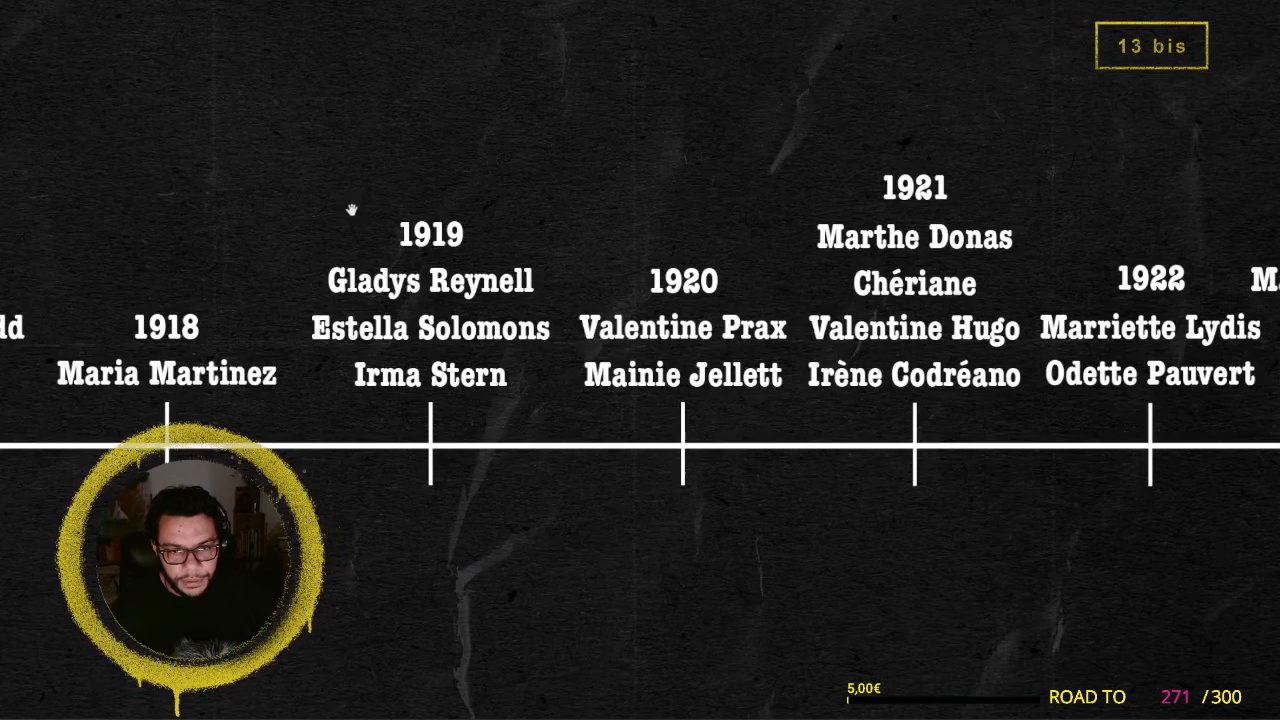 13 bis
dd
1918
Maria Martinez
1919
Gladys Reynell
Estella Solomons
Irma Stern
1920
Valentine Prax
Mainie Jellett
1921
Marthe Donas
Chériane
Valentine Hugo
Irène Codréano
1922
Marriette Lydis
Odette Pauvert
5,00€
ROAD TO 271 /300